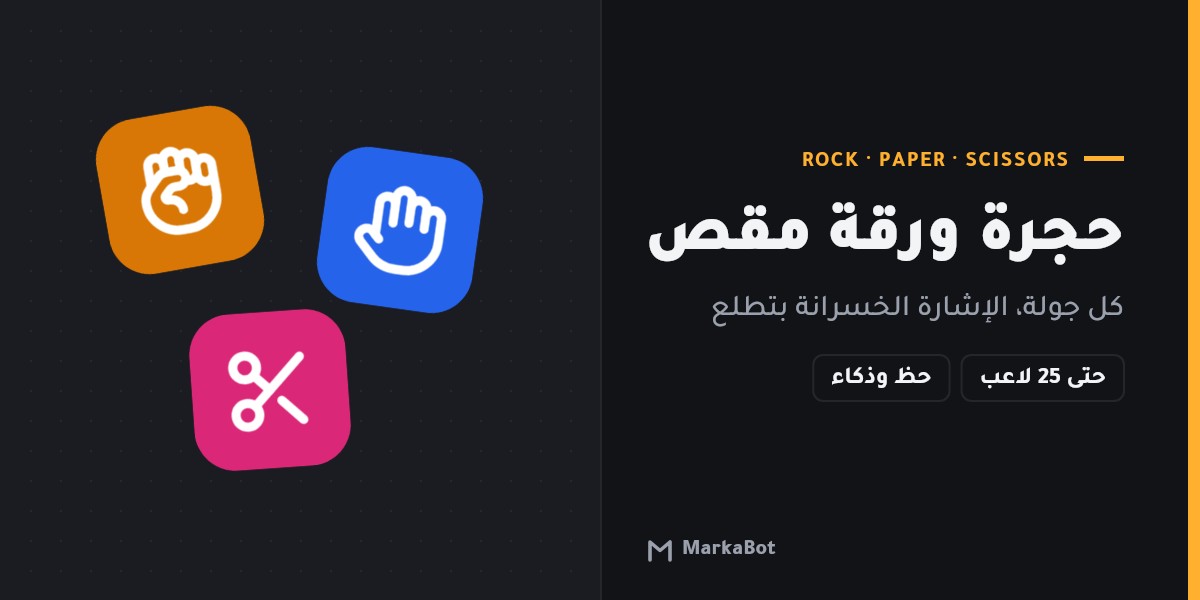 ROCK · PAPER · SCISSORS
حجرة ورقة مقص
كل جولة، الإشارة الخسرانة بتطلع
حتى 25 لاعب
حظ وذكاء
MarkaBot